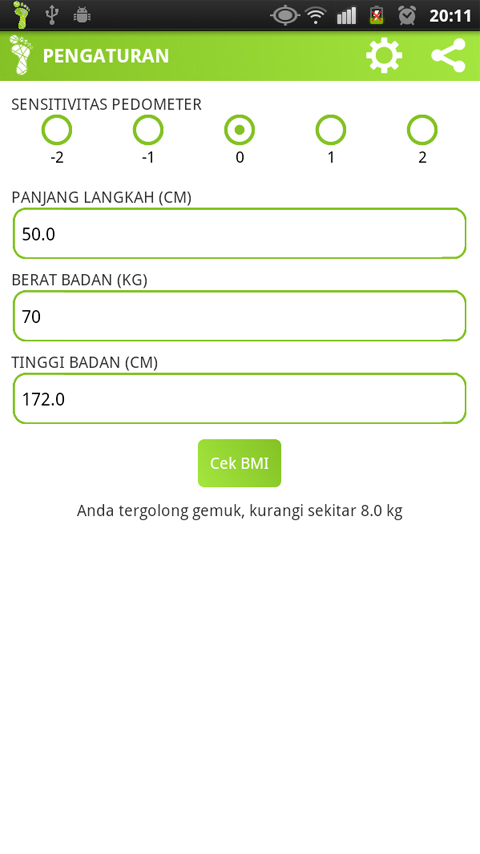 20:11
PENGATURAN
SENSITIVITAS PEDOMETER
-2 -1 0 1 2
PANJANG LANGKAH (CM)
50.0
BERAT BADAN (KG)
70
TINGGI BADAN (CM)
172.0
Cek BMI
Anda tergolong gemuk, kurangi sekitar 8.0 kg